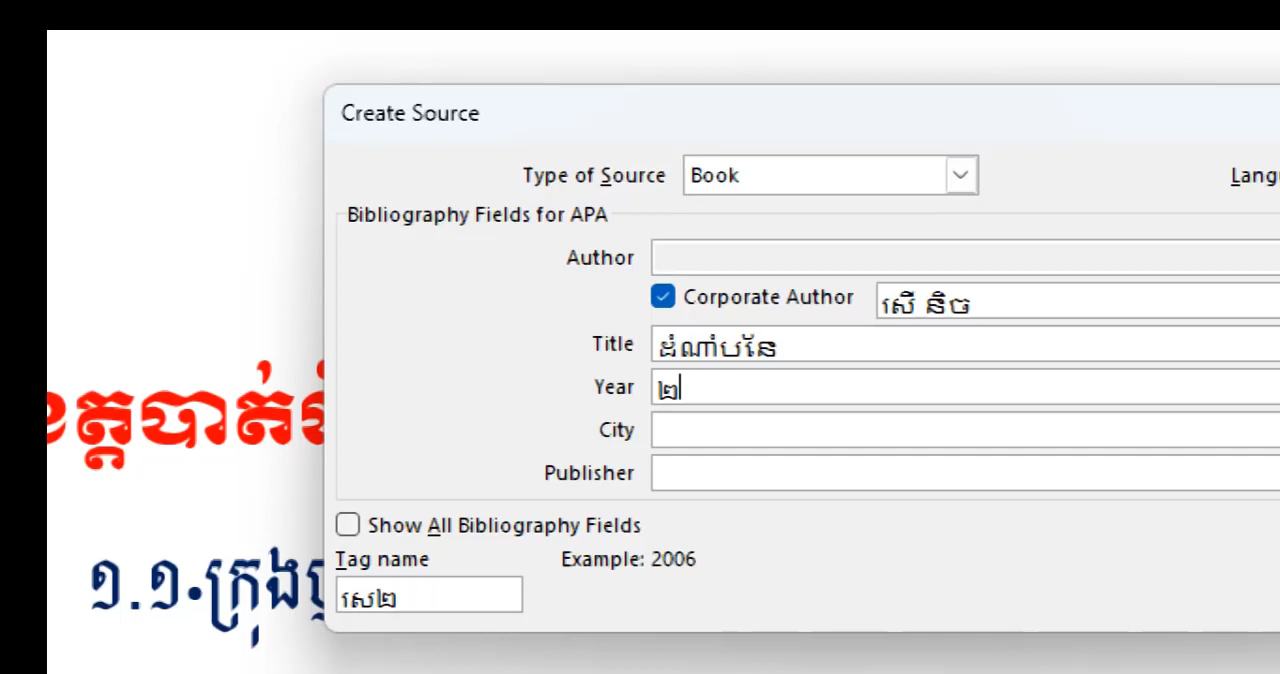 Create Source
Type of Source Book
Bibliography Fields for APA
Author
Corporate Author សើ និច
Title ដំណាំបនែ
Year ២
City
Publisher
Show All Bibliography Fields
Tag name Example: 2006
សេ២
១.១.ក្រុង